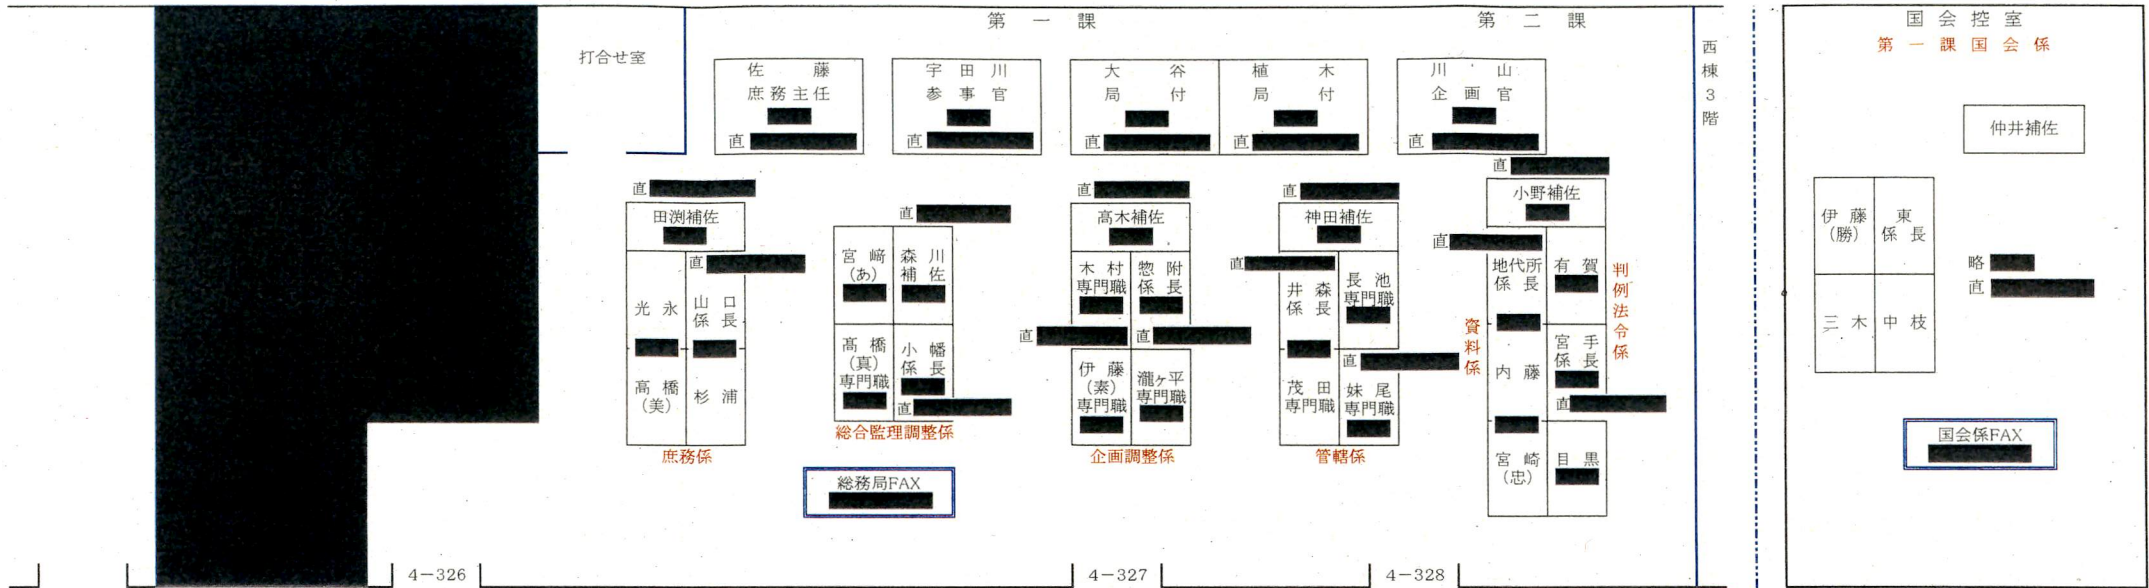 第一課
第二課
打合せ室
佐藤
庶務主任
直
宇田川
参事官
直
大谷
局付
直
植木
局付
直
川山
企画官
直
西棟3階
直
田渕補佐
直
光永
山口
係長
高橋
(美)
杉浦
庶務係
直
宮﨑
(あ)
森川
補佐
髙橋
(真)
専門職
小幡
係長
直
総合監理調整係
総務局FAX
直
高木補佐
木村
専門職
惣附
係長
直
直
伊藤
(素)
専門職
瀧ヶ平
専門職
企画調整係
直
神田補佐
直
井森
係長
長池
専門職
直
茂田
専門職
妹尾
専門職
管轄係
直
小野補佐
直
地代所
係長
有賀
判例法令係
資料係
内藤
宮手
係長
直
宮崎
(忠)
目黒
4-326
4-327
4-328
国会控室
第一課国会係
仲井補佐
伊藤
(勝)
東
係長
三木
中枝
略
直
国会係FAX